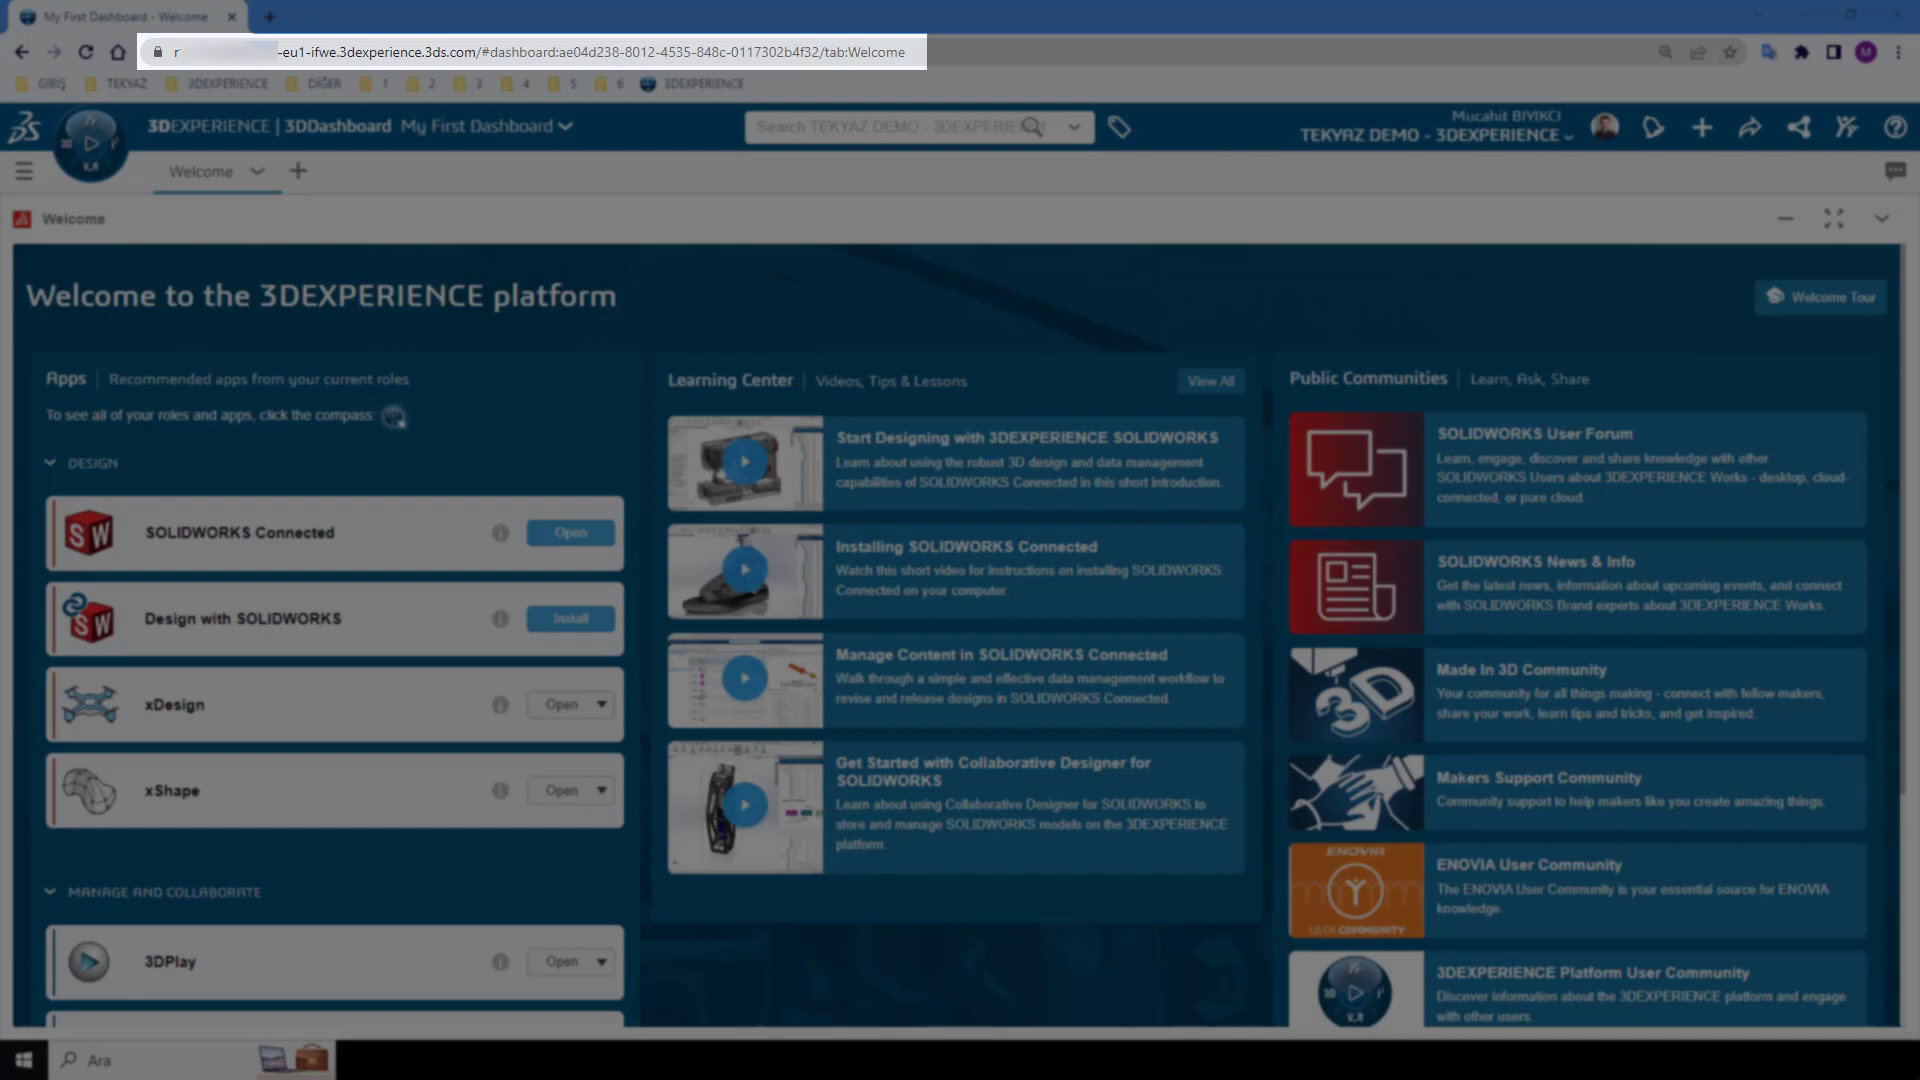 My First Dashboard - Welcome
-eu1-ifwe.3dexperience.3ds.com/#dashboard:ae04d238-8012-4535-848c-0117302b4f32/tab:Welcome
M
GİRİŞ TEKYAZ 3DEXPERIENCE DİĞER 1 2 3 4 5 6 3DEXPERIENCE
3DEXPERIENCE | 3DDashboard My First Dashboard
Search TEKYAZ DEMO - 3DEXPERIENC
Mucahit BIYIKCI
TEKYAZ DEMO - 3DEXPERIENCE
3D
V.R
Welcome
Welcome
Welcome to the 3DEXPERIENCE platform
Welcome Tour
Apps | Recommended apps from your current roles
To see all of your roles and apps, click the compass:
DESIGN
SW
SOLIDWORKS Connected
Open
SW
Design with SOLIDWORKS
Install
xDesign
Open
xShape
Open
MANAGE AND COLLABORATE
3DPlay
Open
Learning Center | Videos, Tips & Lessons
View All
Start Designing with 3DEXPERIENCE SOLIDWORKS
Learn about using the robust 3D design and data management
capabilities of SOLIDWORKS Connected in this short introduction.
Installing SOLIDWORKS Connected
Watch this short video for instructions on installing SOLIDWORKS
Connected on your computer
Manage Content in SOLIDWORKS Connected
Walk through a simple and effective data management workflow to
revise and release designs in SOLIDWORKS Connected.
Get Started with Collaborative Designer for
SOLIDWORKS
Learn about using Collaborative Designer for SOLIDWORKS to
store and manage SOLIDWORKS models on the 3DEXPERIENCE
platform.
Public Communities | Learn, Ask, Share
SOLIDWORKS User Forum
Learn, engage, discover and share knowledge with other
SOLIDWORKS Users about 3DEXPERIENCE Works - desktop, cloud-
connected, or pure cloud.
SOLIDWORKS News & Info
Get the latest news, information about upcoming events, and connect
with SOLIDWORKS Brand experts about 3DEXPERIENCE Works.
3D
Made In 3D Community
Your community for all things making - connect with fellow makers,
share your work, learn tips and tricks, and get inspired.
Makers Support Community
Community support to help makers like you create amazing things.
ENOVIA
USER COMMUNITY
ENOVIA User Community
The ENOVIA User Community is your essential source for ENOVIA
knowledge.
3D
V.R
3DEXPERIENCE Platform User Community
Discover information about the 3DEXPERIENCE platform and engage
with other users.
Ara